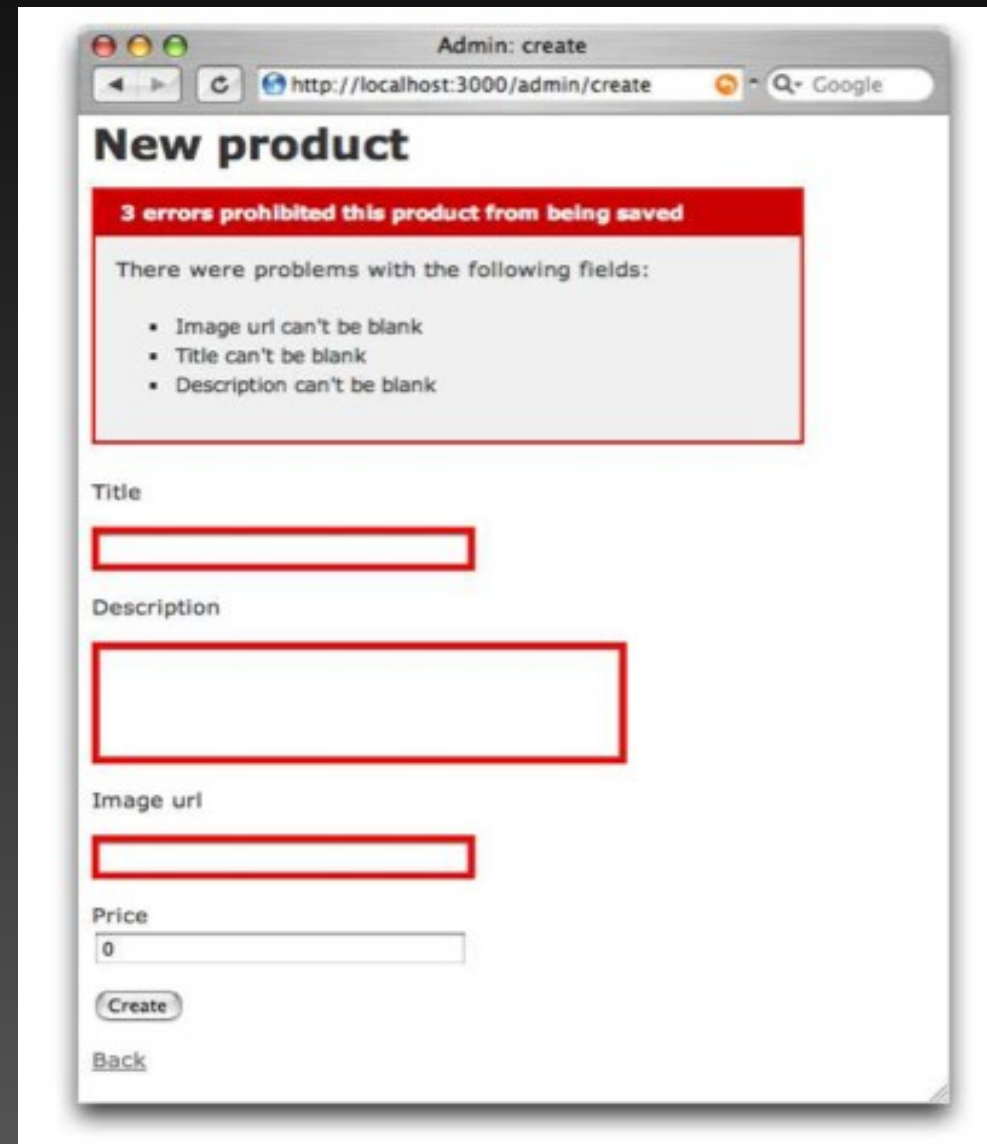 Admin: create
http://localhost:3000/admin/create
Google
New product
3 errors prohibited this product from being saved
There were problems with the following fields:
Image url can't be blank
Title can't be blank
Description can't be blank
Title
Description
Image url
Price
0
Create
Back